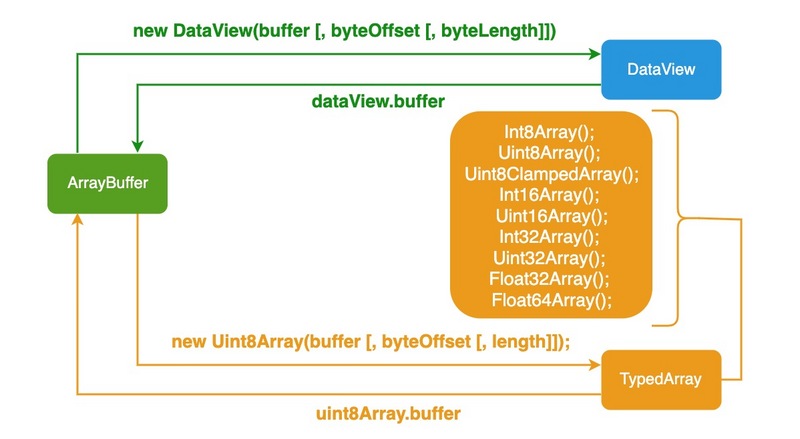 new DataView(buffer [, byteOffset [, byteLength]])
DataView
dataView.buffer
ArrayBuffer
Int8Array();
Uint8Array();
Uint8ClampedArray();
Int16Array();
Uint16Array();
Int32Array();
Uint32Array();
Float32Array();
Float64Array();
new Uint8Array(buffer [, byteOffset [, length]]);
TypedArray
uint8Array.buffer